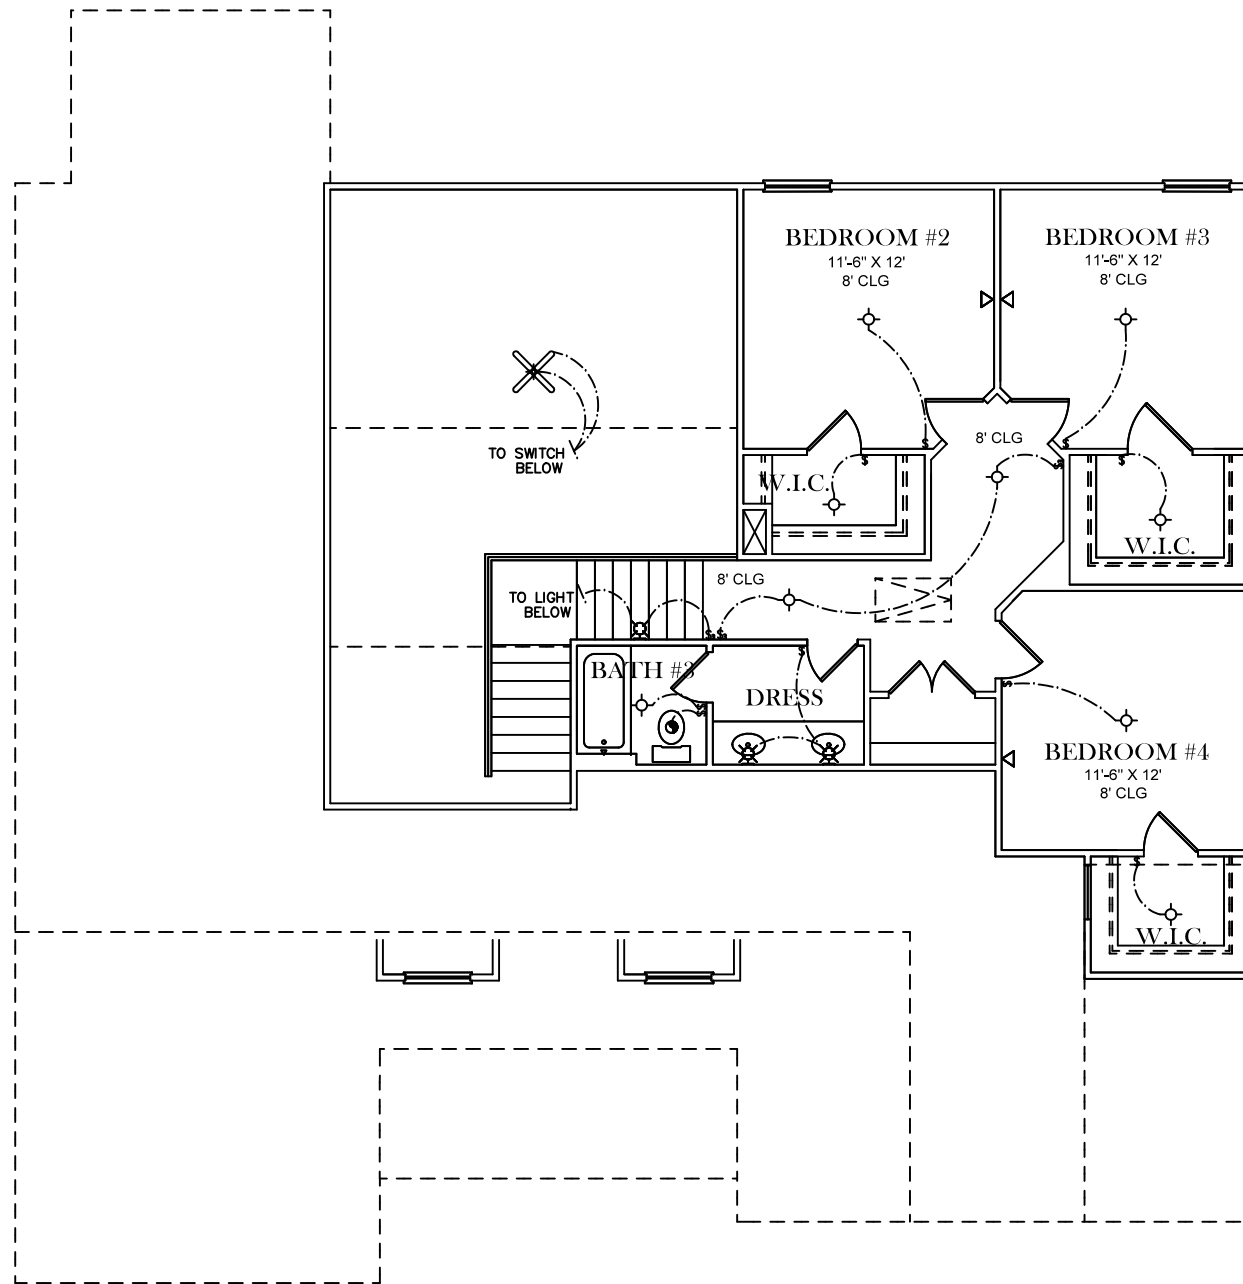 BEDROOM #2
11'-6" X 12'
8' CLG
BEDROOM #3
11'-6" X 12'
8' CLG
8' CLG
TO SWITCH
BELOW
W.I.C.
W.I.C.
8' CLG
TO LIGHT
BELOW
BATH #3
DRESS
BEDROOM #4
11'-6" X 12'
8' CLG
W.I.C.